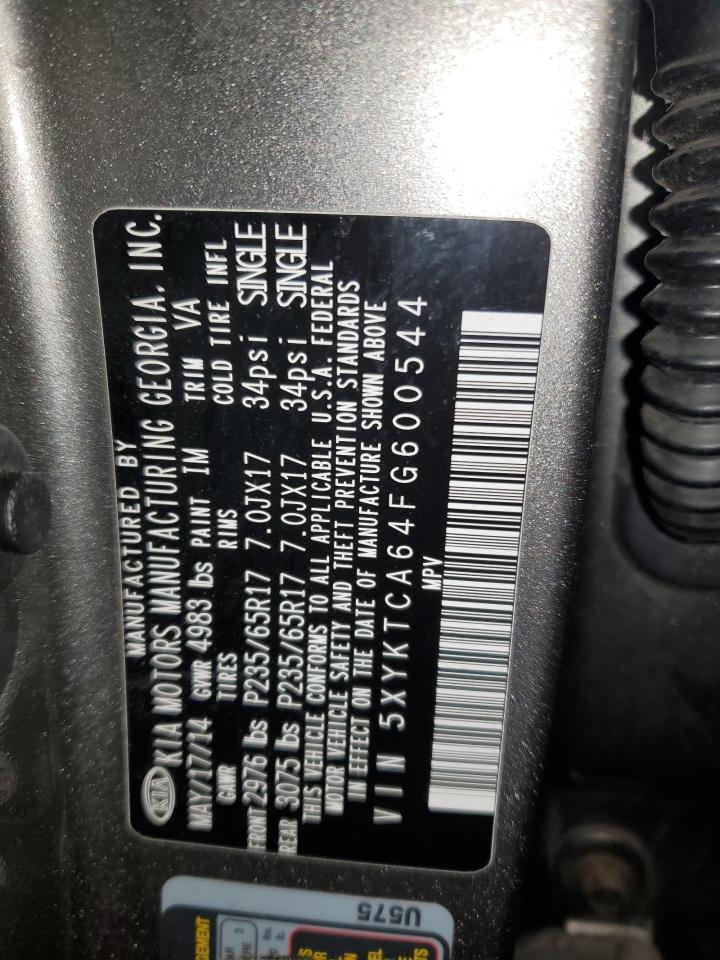 MANUFACTURED BY
KIA KIA MOTORS MANUFACTURING GEORGIA, INC.
MAY/17/14 GVWR 4983 lbs PAINT IM TRIM VA
GAWR TIRES RIMS COLD TIRE INFL
FRONT 2976 lbs P235/65R17 7.0JX17 34psi SINGLE
REAR 3075 lbs P235/65R17 7.0JX17 34psi SINGLE
THIS VEHICLE CONFORMS TO ALL APPLICABLE U.S.A. FEDERAL
MOTOR VEHICLE SAFETY AND THEFT PREVENTION STANDARDS
IN EFFECT ON THE DATE OF MANUFACTURE SHOWN ABOVE
VIN 5XYKTCA64FG600544
MPV
U575